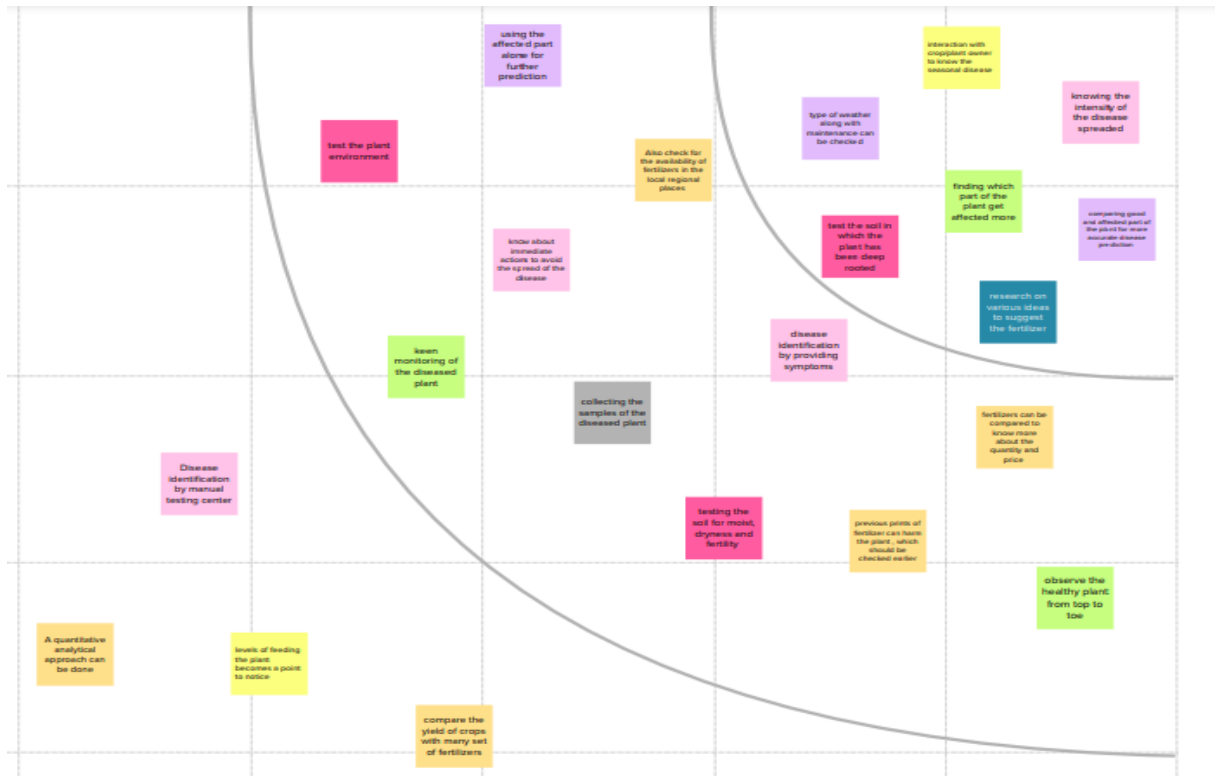 using the
affected part
alone for
further
prediction
interaction with
crop/plant owner
to know the
seasonal disease
knowing the
intensity of
the disease
spreaded
type of weather
along with
maintenance can
be checked
test the plant
environment
Also check for
the availability of
fertilizers in the
local regional
places
finding which
part of the
plant get
affected more
comparing good
and affected part of
the plant for more
accurate disease
prediction
test the soil in
which the
plant has
been deep
rooted
know about
immediate
actions to avoid
the spread of the
disease
research on
various ideas
to suggest
the fertilizer
disease
identification
by providing
symptoms
keen
monitoring of
the diseased
plant
collecting the
samples of the
diseased plant
fertilizers can be
compared to
know more
about the
quantity and
price
Disease
identification
by manual
testing center
testing the
soil for moist,
dryness and
fertility
previous prints of
fertilizer can harm
the plant , which
should be
checked earlier
observe the
healthy plant
from top to
toe
A quantitative
analytical
approach can
be done
levels of feeding
the plant
becomes a point
to notice
compare the
yield of crops
with many set
of fertilizers